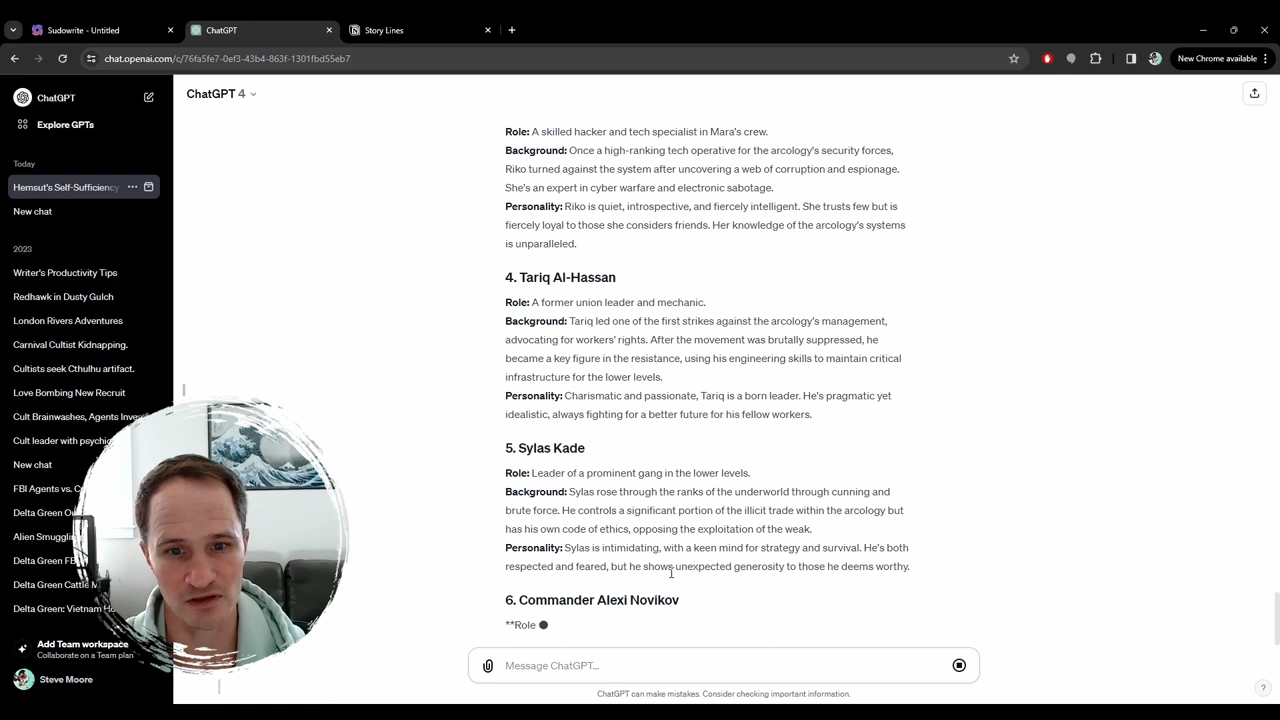 Sudowrite - Untitled
ChatGPT
Story Lines
chat.openai.com/c/76fa5fe7-0ef3-43b4-863f-1301fbd55eb7
New Chrome available
ChatGPT
ChatGPT 4
Explore GPTs
Today
Hemsut's Self-Sufficiency
New chat
2023
Writer's Productivity Tips
Redhawk in Dusty Gulch
London Rivers Adventures
Carnival Cultist Kidnapping.
Cultists seek Cthulhu artifact.
Love Bombing New Recruit
Cult Brainwashes, Agents Inve
Cult leader with psychic
New chat
FBI Agents vs. C
Delta Green Ou
Alien Smugglin
Delta Green FB
Delta Green Cattle M
Delta Green: Vietnam Ho
Add Team workspace
Collaborate on a Team plan
Steve Moore
Role: A skilled hacker and tech specialist in Mara's crew.
Background: Once a high-ranking tech operative for the arcology's security forces,
Riko turned against the system after uncovering a web of corruption and espionage.
She's an expert in cyber warfare and electronic sabotage.
Personality: Riko is quiet, introspective, and fiercely intelligent. She trusts few but is
fiercely loyal to those she considers friends. Her knowledge of the arcology's systems
is unparalleled.
4. Tariq Al-Hassan
Role: A former union leader and mechanic.
Background: Tariq led one of the first strikes against the arcology's management,
advocating for workers' rights. After the movement was brutally suppressed, he
became a key figure in the resistance, using his engineering skills to maintain critical
infrastructure for the lower levels.
Personality: Charismatic and passionate, Tariq is a born leader. He's pragmatic yet
idealistic, always fighting for a better future for his fellow workers.
5. Sylas Kade
Role: Leader of a prominent gang in the lower levels.
Background: Sylas rose through the ranks of the underworld through cunning and
brute force. He controls a significant portion of the illicit trade within the arcology but
has his own code of ethics, opposing the exploitation of the weak.
Personality: Sylas is intimidating, with a keen mind for strategy and survival. He's both
respected and feared, but he shows unexpected generosity to those he deems worthy.
6. Commander Alexi Novikov
**Role
Message ChatGPT...
ChatGPT can make mistakes. Consider checking important information.
?